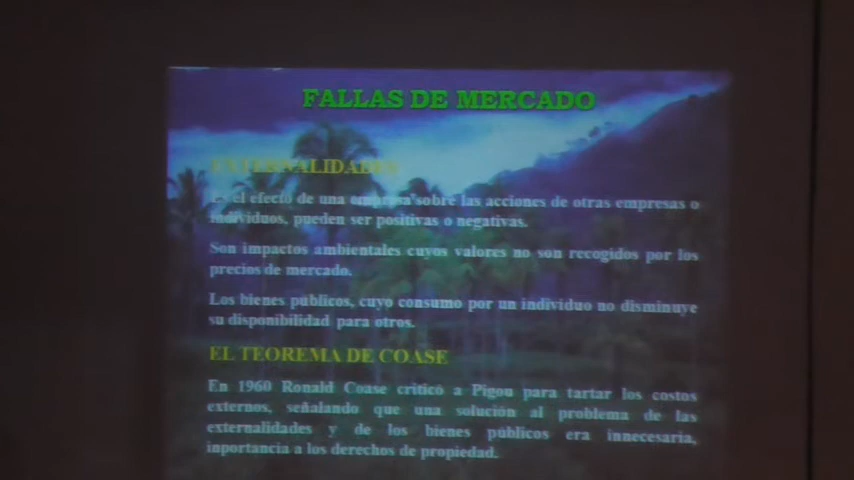 FALLAS DE MERCADO
EXTERNALIDADES
Es el efecto de una empresa sobre las acciones de otras empresas o
individuos, pueden ser positivas o negativas.
Son impactos ambientales cuyos valores no son recogidos por los
precios de mercado.
Los bienes públicos, cuyo consumo por un individuo no disminuye
su disponibilidad para otros.
EL TEOREMA DE COASE
En 1960 Ronald Coase criticó a Pigou para tartar los costos
externos, señalando que una solución al problema de las
externalidades y de los bienes públicos era innecesaria,
inportancia a los derechos de propiedad.